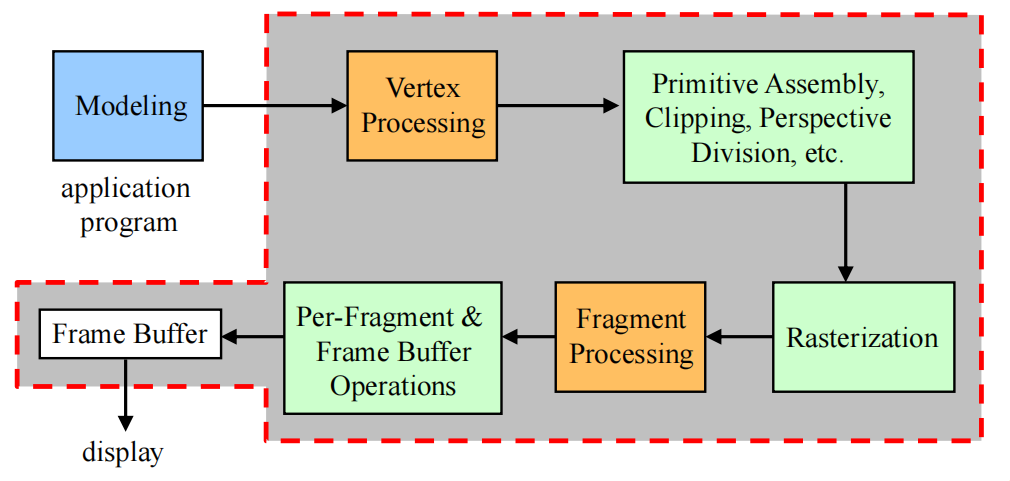 Modeling
application
program
Vertex
Processing
Primitive Assembly,
Clipping, Perspective
Division, etc.
Rasterization
Fragment
Processing
Per-Fragment &
Frame Buffer
Operations
Frame Buffer
display